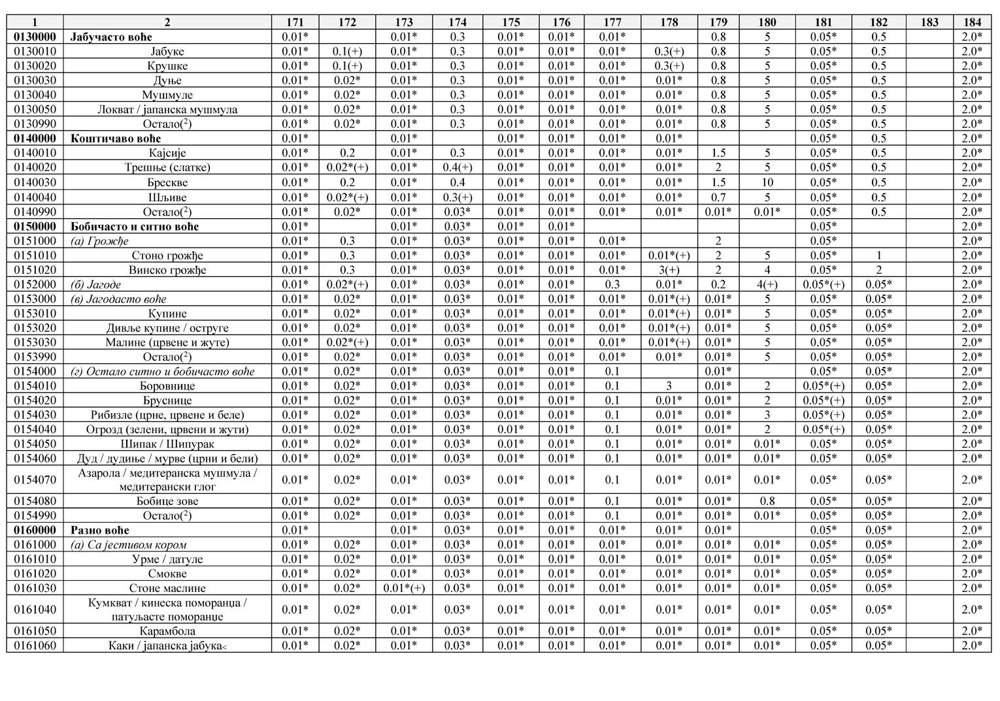 1 2 171 172 173 174 175 176 177 178 179 180 181 182 183 184
0130000 Јабучасто воће 0.01* 0.01* 0.3 0.01* 0.01* 0.01* 0.8 5 0.05* 0.5 2.0*
0130010 Јабуке 0.01* 0.1(+) 0.01* 0.3 0.01* 0.01* 0.01* 0.3(+) 0.8 5 0.05* 0.5 2.0*
0130020 Крушке 0.01* 0.1(+) 0.01* 0.3 0.01* 0.01* 0.01* 0.3(+) 0.8 5 0.05* 0.5 2.0*
0130030 Дуње 0.01* 0.02* 0.01* 0.3 0.01* 0.01* 0.01* 0.01* 0.8 5 0.05* 0.5 2.0*
0130040 Мушмуле 0.01* 0.02* 0.01* 0.3 0.01* 0.01* 0.01* 0.01* 0.8 5 0.05* 0.5 2.0*
0130050 Локват / јапанска мушмула 0.01* 0.02* 0.01* 0.3 0.01* 0.01* 0.01* 0.01* 0.8 5 0.05* 0.5 2.0*
0130990 Остало(2) 0.01* 0.02* 0.01* 0.3 0.01* 0.01* 0.01* 0.01* 0.8 5 0.05* 0.5 2.0*
0140000 Коштичаво воће 0.01* 0.01* 0.01* 0.01* 0.01* 0.01* 0.05* 0.5 2.0*
0140010 Кајсије 0.01* 0.2 0.01* 0.3 0.01* 0.01* 0.01* 0.01* 1.5 5 0.05* 0.5 2.0*
0140020 Трешње (слатке) 0.01* 0.02*(+) 0.01* 0.4(+) 0.01* 0.01* 0.01* 0.01* 2 5 0.05* 0.5 2.0*
0140030 Брескве 0.01* 0.2 0.01* 0.4 0.01* 0.01* 0.01* 0.01* 1.5 10 0.05* 0.5 2.0*
0140040 Шљиве 0.01* 0.02*(+) 0.01* 0.3(+) 0.01* 0.01* 0.01* 0.01* 0.7 5 0.05* 0.5 2.0*
0140990 Остало(2) 0.01* 0.02* 0.01* 0.03* 0.01* 0.01* 0.01* 0.01* 0.01* 0.01* 0.05* 0.5 2.0*
0150000 Бобичасто и ситно воће 0.01* 0.01* 0.03* 0.01* 0.01* 0.05* 2.0*
0151000 (а) Грожђе 0.01* 0.3 0.01* 0.03* 0.01* 0.01* 0.01* 2 0.05* 2.0*
0151010 Стоно грожђе 0.01* 0.3 0.01* 0.03* 0.01* 0.01* 0.01* 0.01*(+) 2 5 0.05* 1 2.0*
0151020 Винско грожђе 0.01* 0.3 0.01* 0.03* 0.01* 0.01* 0.01* 3(+) 2 4 0.05* 2 2.0*
0152000 (б) Јагоде 0.01* 0.02*(+) 0.01* 0.03* 0.01* 0.01* 0.3 0.01* 0.2 4(+) 0.05*(+) 0.05* 2.0*
0153000 (в) Јагодасто воће 0.01* 0.02* 0.01* 0.03* 0.01* 0.01* 0.01* 0.01*(+) 0.01* 5 0.05* 0.05* 2.0*
0153010 Купине 0.01* 0.02* 0.01* 0.03* 0.01* 0.01* 0.01* 0.01*(+) 0.01* 5 0.05* 0.05* 2.0*
0153020 Дивље купине / оструге 0.01* 0.02* 0.01* 0.03* 0.01* 0.01* 0.01* 0.01*(+) 0.01* 5 0.05* 0.05* 2.0*
0153030 Малине (црвене и жуте) 0.01* 0.02*(+) 0.01* 0.03* 0.01* 0.01* 0.01* 0.01*(+) 0.01* 5 0.05* 0.05* 2.0*
0153990 Остало(2) 0.01* 0.02* 0.01* 0.03* 0.01* 0.01* 0.01* 0.01* 0.01* 5 0.05* 0.05* 2.0*
0154000 (г) Остало ситно и бобичасто воће 0.01* 0.02* 0.01* 0.03* 0.01* 0.01* 0.1 0.01* 0.05* 0.05* 2.0*
0154010 Боровнице 0.01* 0.02* 0.01* 0.03* 0.01* 0.01* 0.1 3 0.01* 2 0.05*(+) 0.05* 2.0*
0154020 Бруснице 0.01* 0.02* 0.01* 0.03* 0.01* 0.01* 0.1 0.01* 0.01* 2 0.05*(+) 0.05* 2.0*
0154030 Рибизле (црне, црвене и беле) 0.01* 0.02* 0.01* 0.03* 0.01* 0.01* 0.1 0.01* 0.01* 3 0.05*(+) 0.05* 2.0*
0154040 Огрозд (зелени, црвени и жути) 0.01* 0.02* 0.01* 0.03* 0.01* 0.01* 0.1 0.01* 0.01* 2 0.05*(+) 0.05* 2.0*
0154050 Шипак / Шипурак 0.01* 0.02* 0.01* 0.03* 0.01* 0.01* 0.1 0.01* 0.01* 0.01* 0.05* 0.05* 2.0*
0154060 Дуд / дудиње / мурве (црни и бели) 0.01* 0.02* 0.01* 0.03* 0.01* 0.01* 0.1 0.01* 0.01* 0.01* 0.05* 0.05* 2.0*
Азарола / медитеранска мушмула /
0154070 медитерански глог 0.01* 0.02* 0.01* 0.03* 0.01* 0.01* 0.1 0.01* 0.01* 0.01* 0.05* 0.05* 2.0*
0154080 Бобице зове 0.01* 0.02* 0.01* 0.03* 0.01* 0.01* 0.1 0.01* 0.01* 0.8 0.05* 0.05* 2.0*
0154990 Остало(2) 0.01* 0.02* 0.01* 0.03* 0.01* 0.01* 0.1 0.01* 0.01* 0.01* 0.05* 0.05* 2.0*
0160000 Разно воће 0.01* 0.01* 0.03* 0.01* 0.01* 0.01* 0.01* 0.01* 0.05* 0.05* 2.0*
0161000 (а) Са јестивом кором 0.01* 0.02* 0.01* 0.03* 0.01* 0.01* 0.01* 0.01* 0.01* 0.01* 0.05* 0.05* 2.0*
0161010 Урме / датуле 0.01* 0.02* 0.01* 0.03* 0.01* 0.01* 0.01* 0.01* 0.01* 0.01* 0.05* 0.05* 2.0*
0161020 Смокве 0.01* 0.02* 0.01* 0.03* 0.01* 0.01* 0.01* 0.01* 0.01* 0.01* 0.05* 0.05* 2.0*
0161030 Стоне маслине 0.01* 0.02* 0.01*(+) 0.03* 0.01* 0.01* 0.01* 0.01* 0.01* 0.01* 0.05* 0.05* 2.0*
Кумкват / кинеска поморанџа /
0161040 патуљасте поморанџе 0.01* 0.02* 0.01* 0.03* 0.01* 0.01* 0.01* 0.01* 0.01* 0.01* 0.05* 0.05* 2.0*
0161050 Карамбола 0.01* 0.02* 0.01* 0.03* 0.01* 0.01* 0.01* 0.01* 0.01* 0.01* 0.05* 0.05* 2.0*
0161060 Каки / јапанска јабука< 0.01* 0.02* 0.01* 0.03* 0.01* 0.01* 0.01* 0.01* 0.01* 0.01* 0.05* 0.05* 2.0*